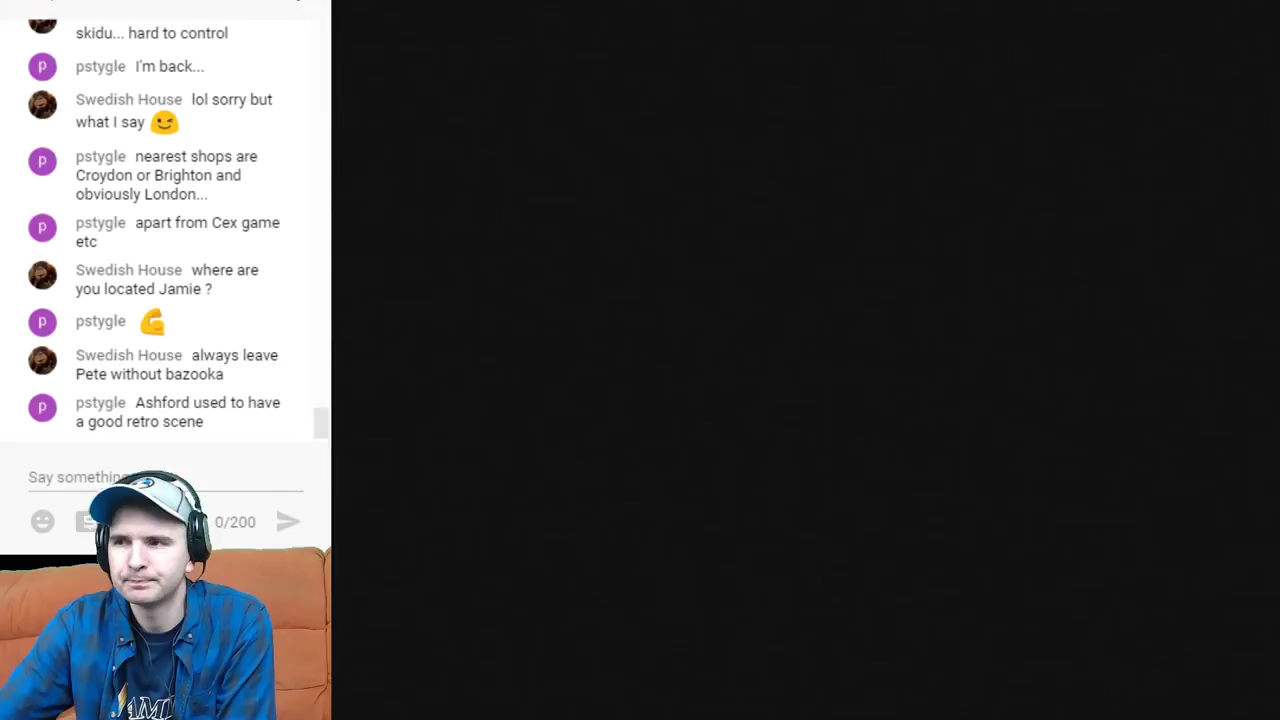 skidu... hard to control
P pstygle I'm back...
Swedish House lol sorry but
what I say
P pstygle nearest shops are
Croydon or Brighton and
obviously London...
P pstygle apart from Cex game
etc
Swedish House where are
you located Jamie ?
P pstygle
Swedish House always leave
Pete without bazooka
P pstygle Ashford used to have
a good retro scene
Say something
0/200